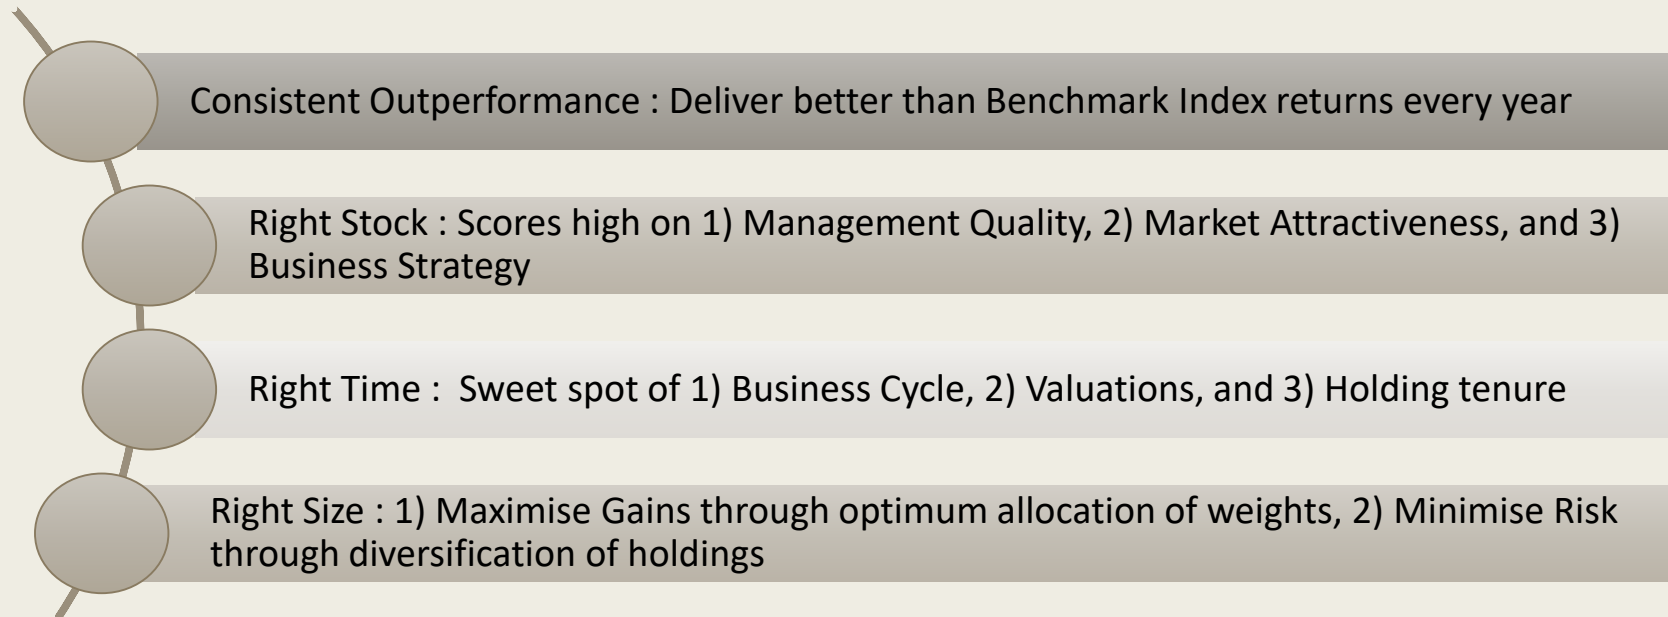 Consistent Outperformance : Deliver better than Benchmark Index returns every year
Right Stock : Scores high on 1) Management Quality, 2) Market Attractiveness, and 3)
Business Strategy
Right Time :  Sweet spot of 1) Business Cycle, 2) Valuations, and 3) Holding tenure
Right Size : 1) Maximise Gains through optimum allocation of weights, 2) Minimise Risk
through diversification of holdings